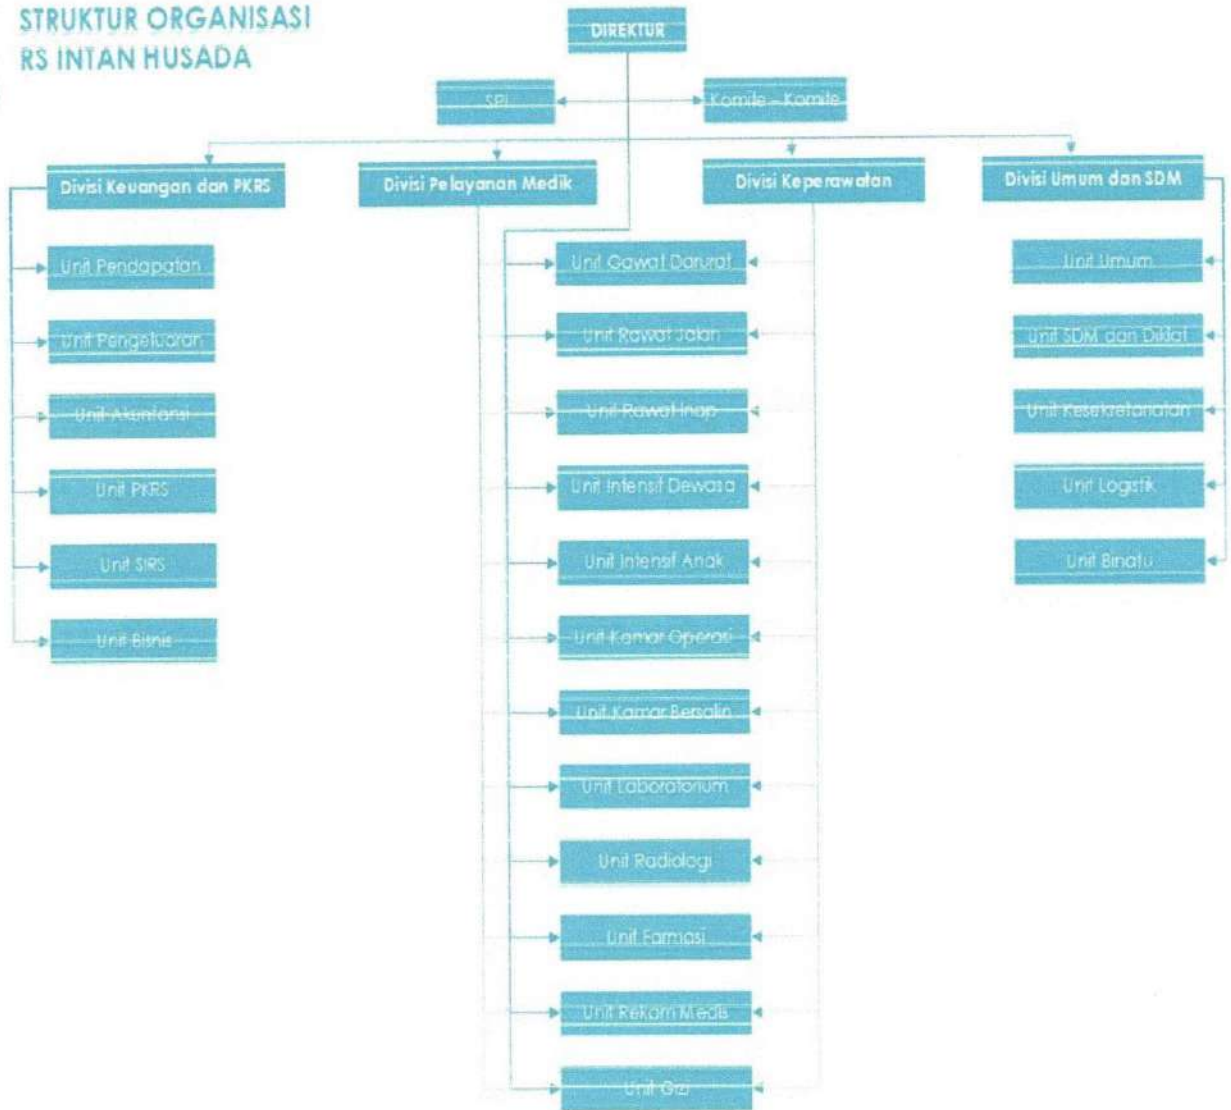 STRUKTUR ORGANISASI
RS INTAN HUSADA
DIREKTUR
SPI
Komite - Komite
Divisi Keuangan dan PKRS
Divisi Pelayanan Medik
Divisi Keperawatan
Divisi Umum dan SDM
Unit Pendapatan
Unit Pengeluaran
Unit Akuntansi
Unit PKRS
Unit SIRS
Unit Bisnis
Unit Gawat Darurat
Unit Rawat Jalan
Unit Rawat Inap
Unit Intensif Dewasa
Unit Intensif Anak
Unit Kamar Operasi
Unit Kamar Bersalin
Unit Laboratorium
Unit Radiologi
Unit Farmasi
Unit Rekam Medis
Unit Gizi
Unit Umum
Unit SDM dan Diklat
Unit Kesekretariatan
Unit Logistik
Unit Binatu